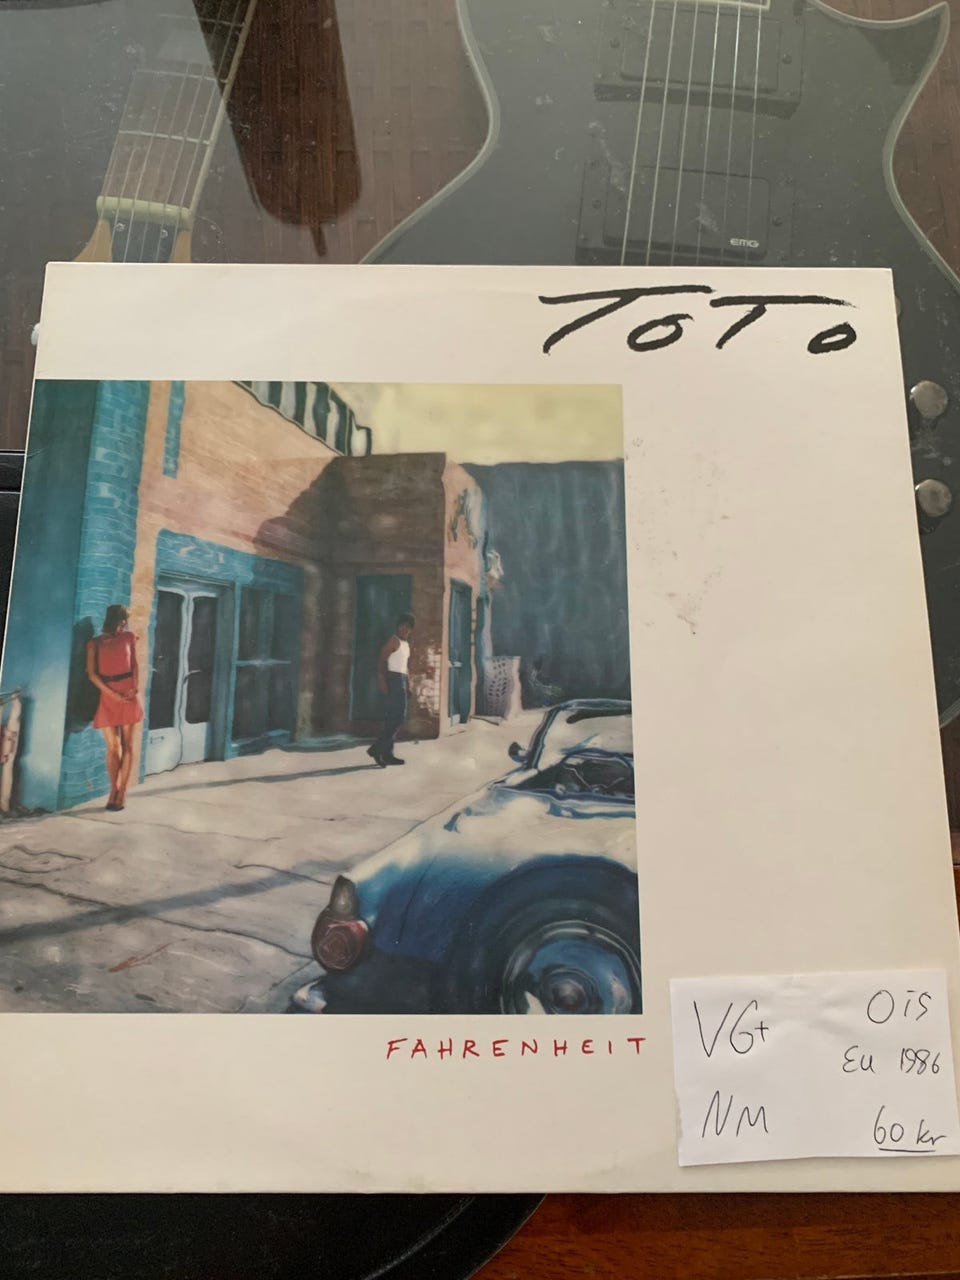 EMG
TOTO
FAHRENHEIT
VG+
OIS
EU 1986
NM
60 kr